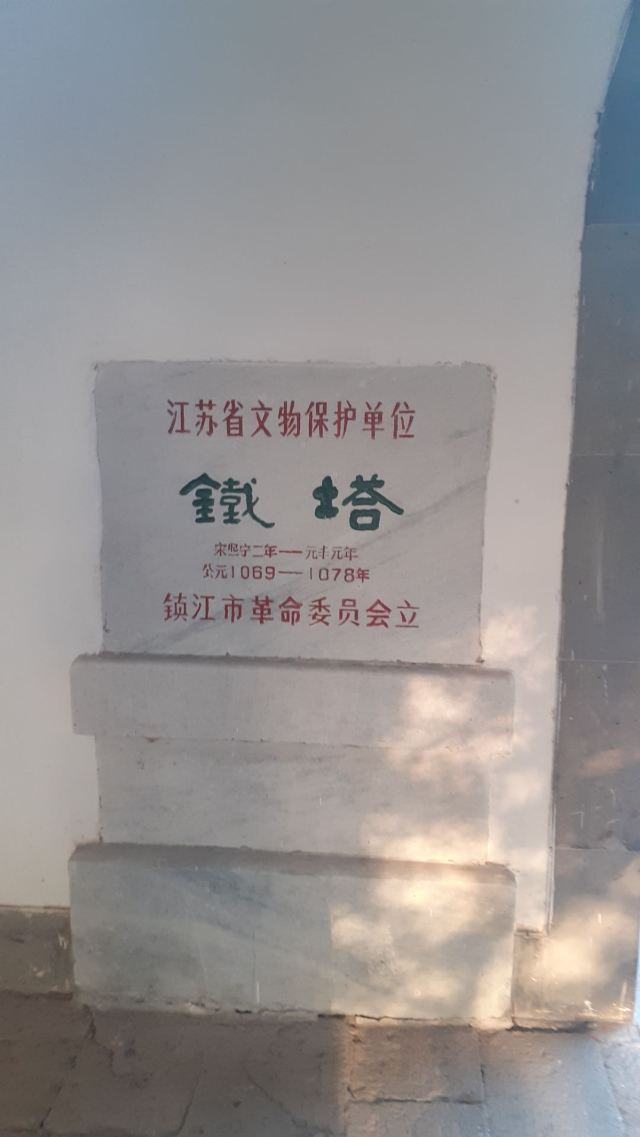 江苏省文物保护单位
鐵塔
宋熙宁二年——元丰元年
公元1069——1078年
镇江市革命委员会立